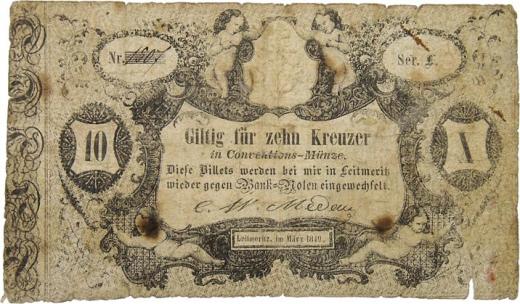 Nr.
Ser. £.
10
Giltig für zehn Kreuzer
X
in Conventions-Münze.
Diese Billets werden bei mir in Leitmeritz
wieder gegen Bank-Noten eingewechselt.
Leitmeritz, im März 1849.